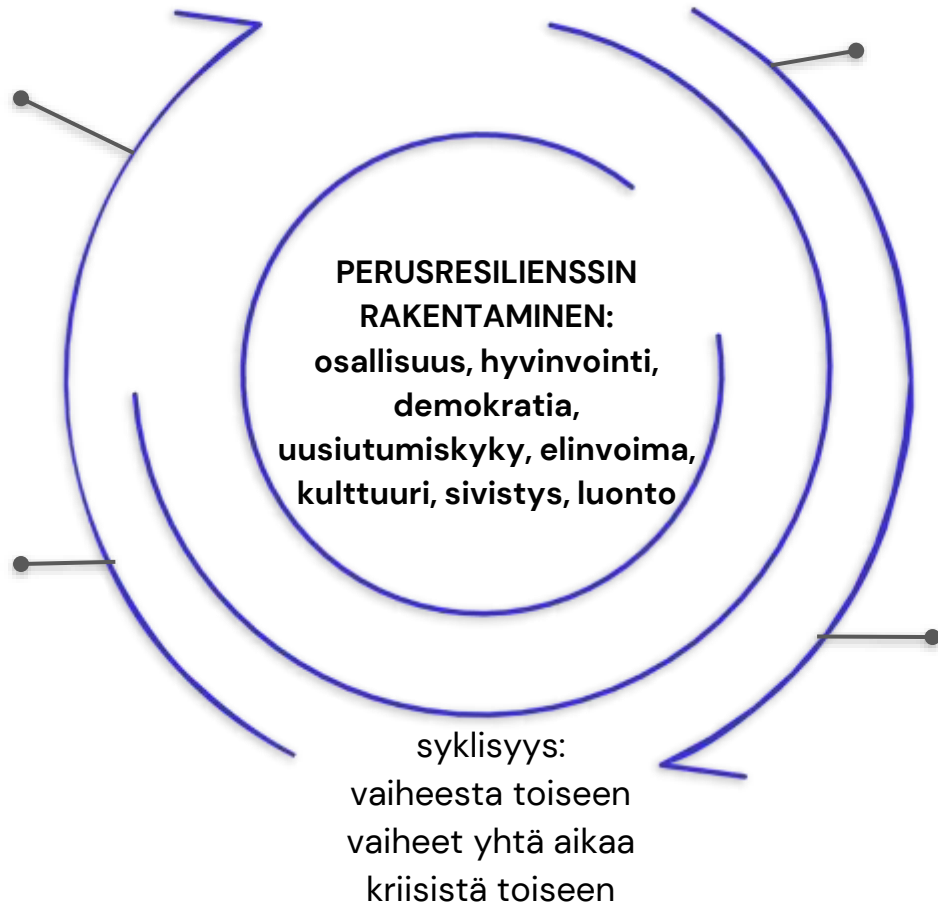 PERUSRESILIENSSIN
RAKENTAMINEN:
osallisuus, hyvinvointi,
demokratia,
uusiutumiskyky, elinvoima,
kulttuuri, sivistys, luonto
syklisyys:
vaiheesta toiseen
vaiheet yhtä aikaa
kriisistä toiseen